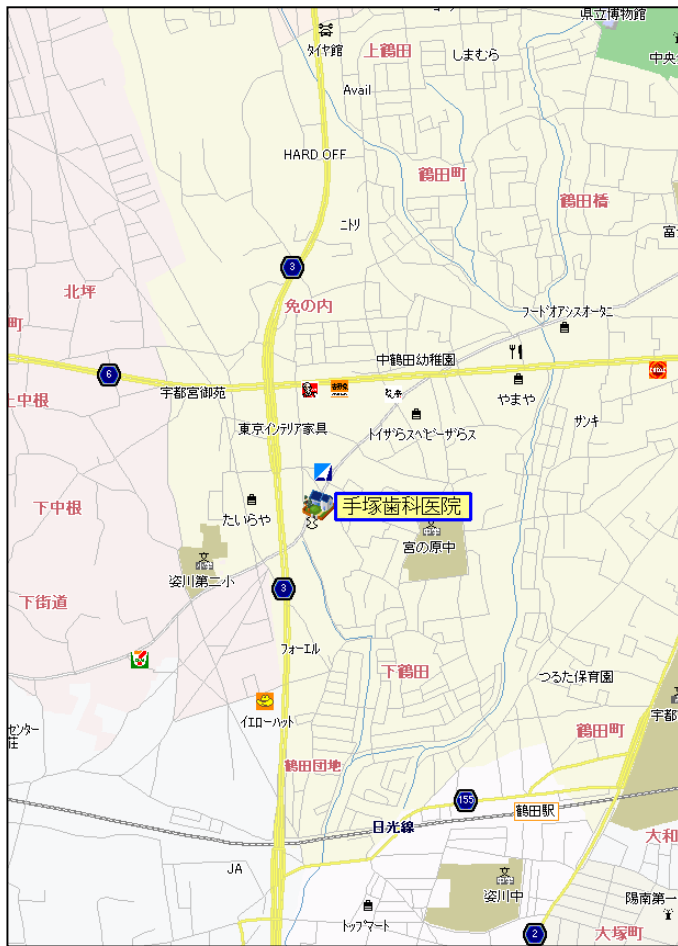 県立博物館
タイヤ館
上鶴田
しまむら
中央
Avail
HARD OFF
鶴田町
鶴田橋
ニトリ
富
3
北坪
免の内
町
フードオアシスオータニ
中鶴田幼稚園
6
宇都宮御苑
やまや
上中根
サンキ
東京インテリア家具
トイザらスベビーザらス
下中根
たいらや
手塚歯科医院
宮の原中
姿川第二小
3
下街道
フォーエル
下鶴田
つるた保育園
イエローハット
宇都
センター
荘
鶴田町
鶴田団地
155
鶴田駅
日光線
大和
JA
姿川中
陽南第一
トップマート
2
大塚町